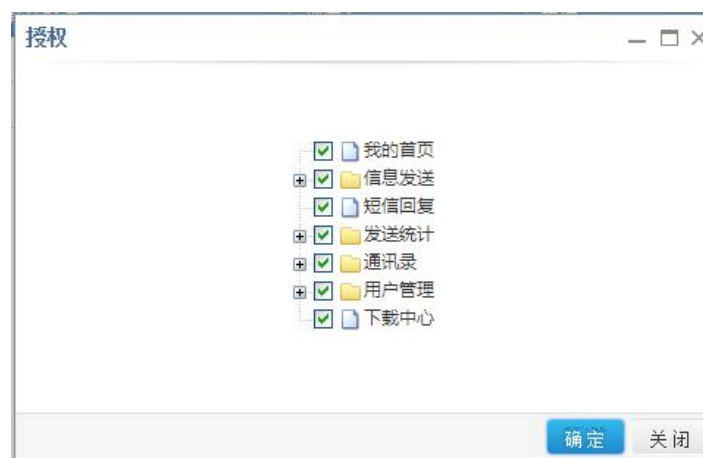 授权
我的首页
信息发送
短信回复
发送统计
通讯录
用户管理
下载中心
确定 关闭